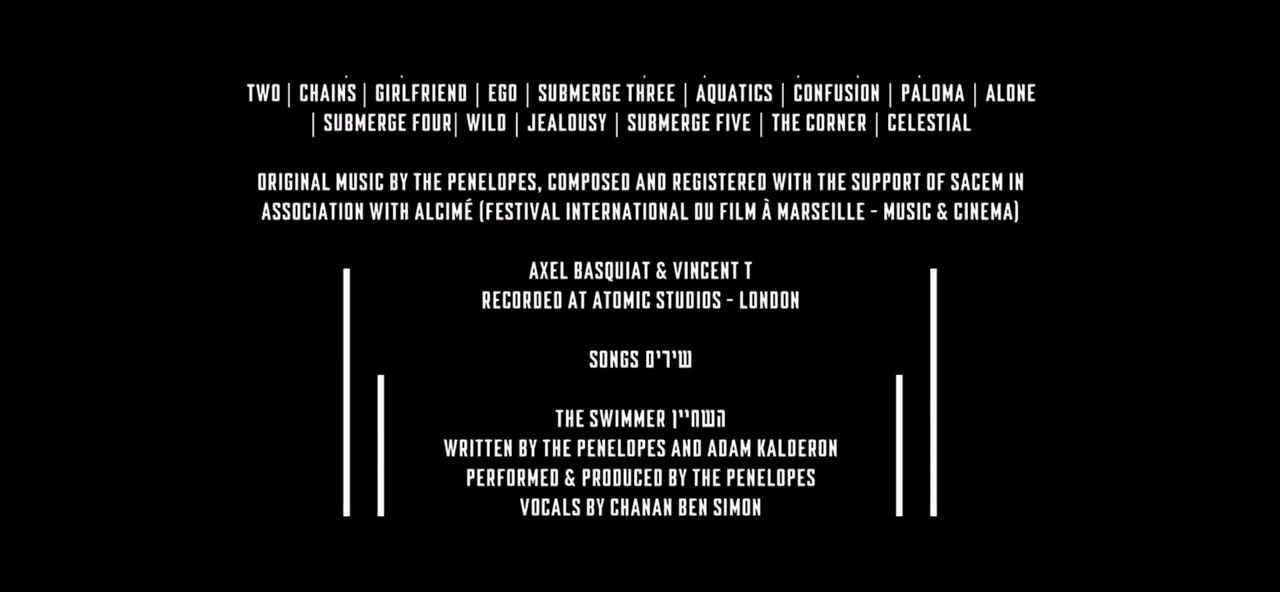 TWO | CHAINS | GIRLFRIEND | EGO | SUBMERGE THREE | AQUATICS | CONFUSION | PALOMA | ALONE
| SUBMERGE FOUR| WILD | JEALOUSY | SUBMERGE FIVE | THE CORNER | CELESTIAL
ORIGINAL MUSIC BY THE PENELOPES, COMPOSED AND REGISTERED WITH THE SUPPORT OF SACEM IN
ASSOCIATION WITH ALCIMÉ (FESTIVAL INTERNATIONAL DU FILM À MARSEILLE - MUSIC & CINEMA)
AXEL BASQUIAT & VINCENT T
RECORDED AT ATOMIC STUDIOS - LONDON
SONGS שירים
THE SWIMMER השחיין
WRITTEN BY THE PENELOPES AND ADAM KALDERON
PERFORMED & PRODUCED BY THE PENELOPES
VOCALS BY CHANAN BEN SIMON